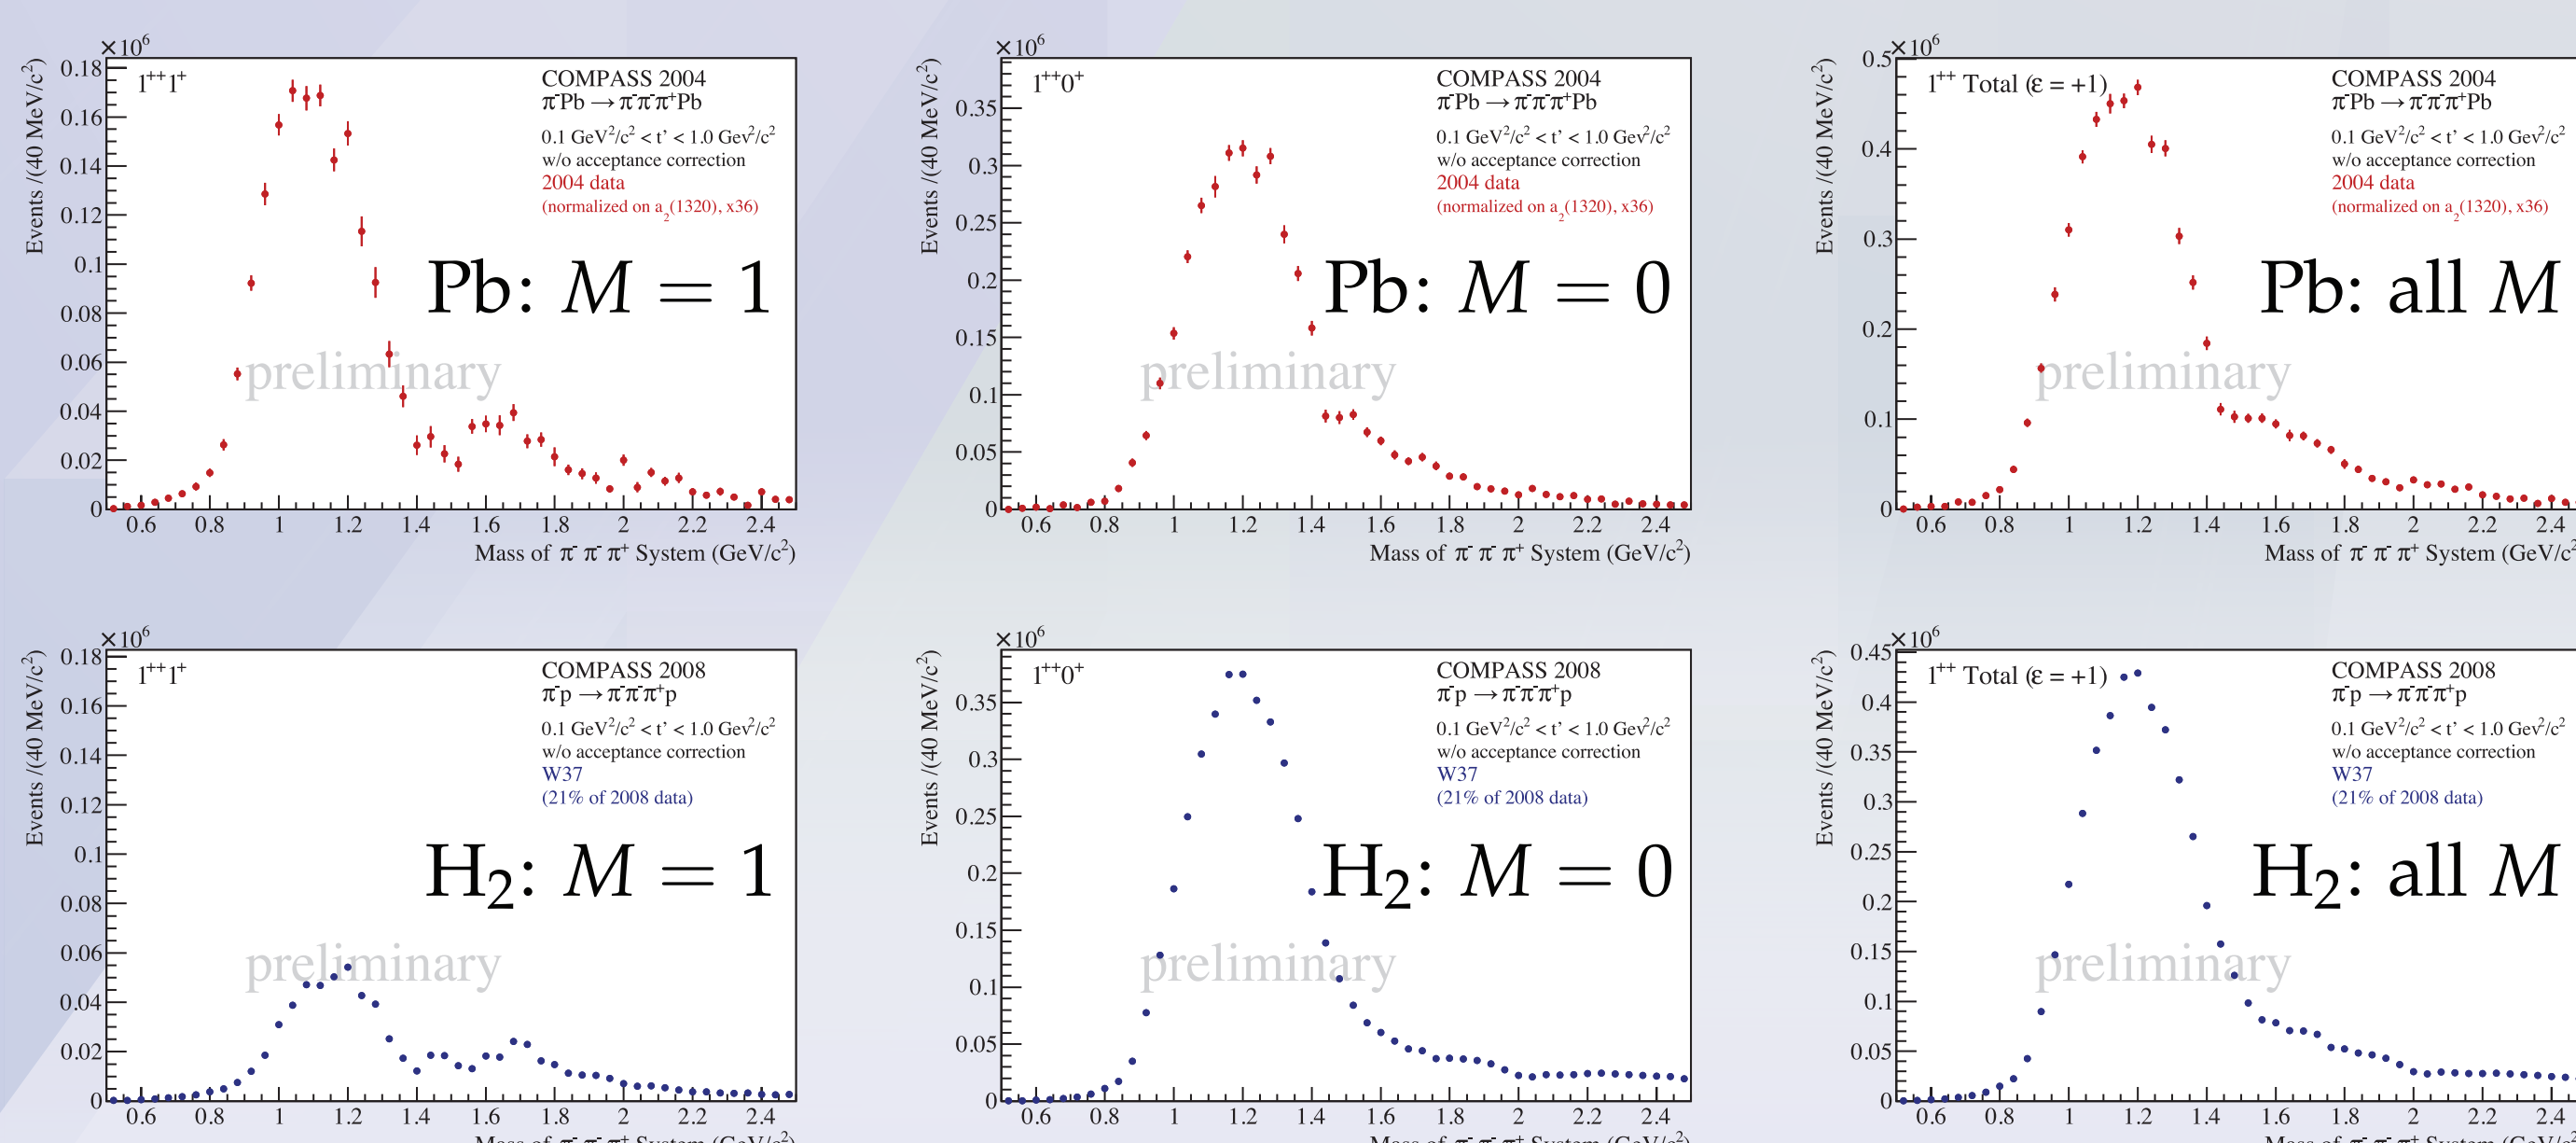 ×10⁶
Events /(40 MeV/c²)
1⁺⁺1⁺
COMPASS 2004
π⁻Pb → π⁻π⁻π⁺Pb
0.1 GeV²/c² < t' < 1.0 Gev²/c²
w/o acceptance correction
2004 data
(normalized on a₂(1320), x36)
Pb: M = 1
preliminary
0.18
0.16
0.14
0.12
0.1
0.08
0.06
0.04
0.02
0
0.6 0.8 1 1.2 1.4 1.6 1.8 2 2.2 2.4
Mass of π⁻ π⁻ π⁺ System (GeV/c²)
×10⁶
Events /(40 MeV/c²)
1⁺⁺0⁺
COMPASS 2004
π⁻Pb → π⁻π⁻π⁺Pb
0.1 GeV²/c² < t' < 1.0 Gev²/c²
w/o acceptance correction
2004 data
(normalized on a₂(1320), x36)
Pb: M = 0
preliminary
0.35
0.3
0.25
0.2
0.15
0.1
0.05
0
0.6 0.8 1 1.2 1.4 1.6 1.8 2 2.2 2.4
Mass of π⁻ π⁻ π⁺ System (GeV/c²)
×10⁶
Events /(40 MeV/c²)
1⁺⁺ Total (ε = +1)
COMPASS 2004
π⁻Pb → π⁻π⁻π⁺Pb
0.1 GeV²/c² < t' < 1.0 Gev²/c²
w/o acceptance correction
2004 data
(normalized on a₂(1320), x36)
Pb: all M
preliminary
0.5
0.4
0.3
0.2
0.1
0
0.6 0.8 1 1.2 1.4 1.6 1.8 2 2.2 2.4
Mass of π⁻ π⁻ π⁺ System (GeV/c²
×10⁶
Events /(40 MeV/c²)
1⁺⁺1⁺
COMPASS 2008
π⁻p → π⁻π⁻π⁺p
0.1 GeV²/c² < t' < 1.0 Gev²/c²
w/o acceptance correction
W37
(21% of 2008 data)
H₂: M = 1
preliminary
0.18
0.16
0.14
0.12
0.1
0.08
0.06
0.04
0.02
0
0.6 0.8 1 1.2 1.4 1.6 1.8 2 2.2 2.4
Mass of π⁻ π⁻ π⁺ System (GeV/c²)
×10⁶
Events /(40 MeV/c²)
1⁺⁺0⁺
COMPASS 2008
π⁻p → π⁻π⁻π⁺p
0.1 GeV²/c² < t' < 1.0 Gev²/c²
w/o acceptance correction
W37
(21% of 2008 data)
H₂: M = 0
preliminary
0.35
0.3
0.25
0.2
0.15
0.1
0.05
0
0.6 0.8 1 1.2 1.4 1.6 1.8 2 2.2 2.4
Mass of π⁻ π⁻ π⁺ System (GeV/c²)
×10⁶
Events /(40 MeV/c²)
1⁺⁺ Total (ε = +1)
COMPASS 2008
π⁻p → π⁻π⁻π⁺p
0.1 GeV²/c² < t' < 1.0 Gev²/c²
w/o acceptance correction
W37
(21% of 2008 data)
H₂: all M
preliminary
0.45
0.4
0.35
0.3
0.25
0.2
0.15
0.1
0.05
0
0.6 0.8 1 1.2 1.4 1.6 1.8 2 2.2 2.4
Mass of π⁻ π⁻ π⁺ System (GeV/c²